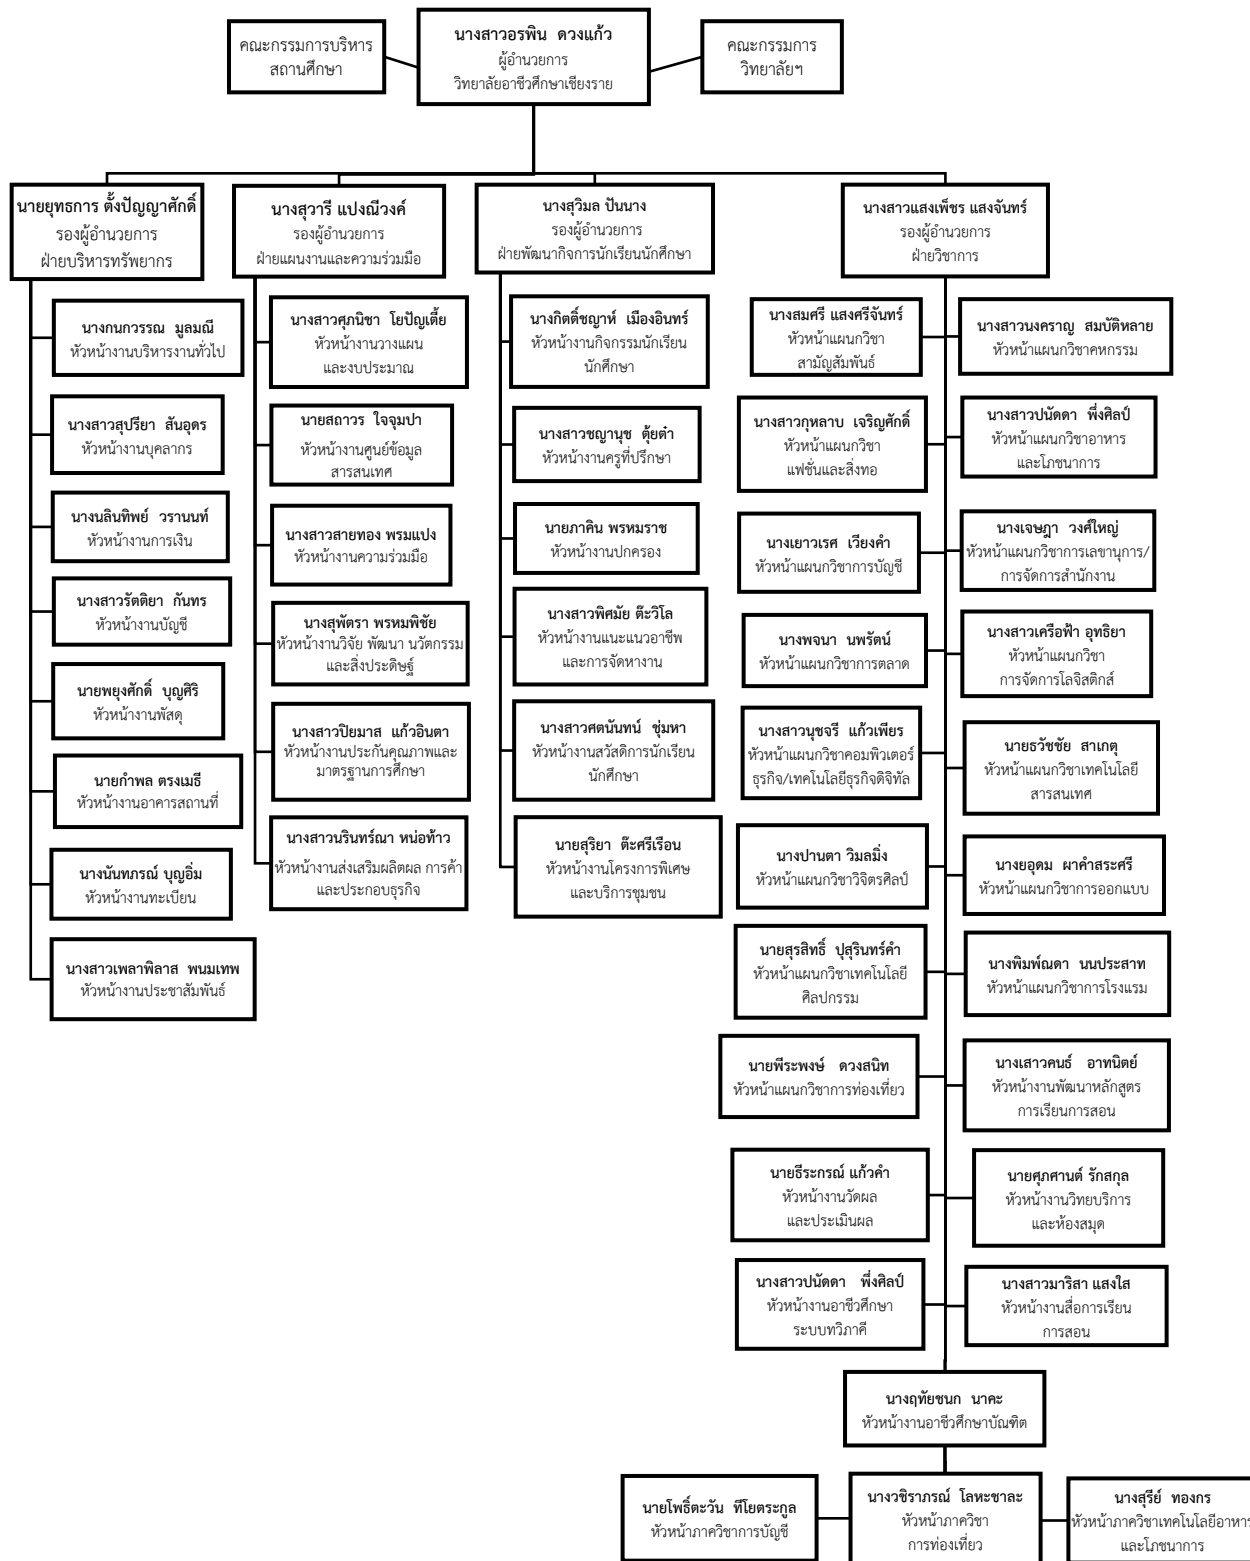 คณะกรรมการบริหาร
สถานศึกษา
นางสาวอรพิน ดวงแก้ว
ผู้อำนวยการ
วิทยาลัยอาชีวศึกษาเชียงราย
คณะกรรมการ
วิทยาลัยฯ
นายยุทธการ ตั้งปัญญาศักดิ์
รองผู้อำนวยการ
ฝ่ายบริหารทรัพยากร
นางสุวารี แปงณีวงค์
รองผู้อำนวยการ
ฝ่ายแผนงานและความร่วมมือ
นางสุวิมล ปันนาง
รองผู้อำนวยการ
ฝ่ายพัฒนากิจการนักเรียนนักศึกษา
นางสาวแสงเพ็ชร แสงจันทร์
รองผู้อำนวยการ
ฝ่ายวิชาการ
นางกนกวรรณ มูลมณี
หัวหน้างานบริหารงานทั่วไป
นางสาวสุปรียา สันอุดร
หัวหน้างานบุคลากร
นางนลินทิพย์ วรานนท์
หัวหน้างานการเงิน
นางสาวรัตติยา กันทร
หัวหน้างานบัญชี
นายพยุงศักดิ์ บุญศิริ
หัวหน้างานพัสดุ
นายกำพล ตรงเมธี
หัวหน้างานอาคารสถานที่
นางนันทภรณ์ บุญอิ่ม
หัวหน้างานทะเบียน
นางสาวเพลาพิลาส พนมเทพ
หัวหน้างานประชาสัมพันธ์
นางสาวศุภนิชา โยปัญเตี้ย
หัวหน้างานวางแผน
และงบประมาณ
นายสถาวร ใจจุมปา
หัวหน้างานศูนย์ข้อมูล
สารสนเทศ
นางสาวสายทอง พรมแปง
หัวหน้างานความร่วมมือ
นางสุพัตรา พรหมพิชัย
หัวหน้างานวิจัย พัฒนา นวัตกรรม
และสิ่งประดิษฐ์
นางสาวปิยมาส แก้วอินตา
หัวหน้างานประกันคุณภาพและ
มาตรฐานการศึกษา
นางสาวนรินทร์ณา หน่อท้าว
หัวหน้างานส่งเสริมผลิตผล การค้า
และประกอบธุรกิจ
นางกิตติ์ชญาห์ เมืองอินทร์
หัวหน้างานกิจกรรมนักเรียน
นักศึกษา
นางสาวชญานุช ตุ้ยต๋า
หัวหน้างานครูที่ปรึกษา
นายภาคิน พรหมราช
หัวหน้างานปกครอง
นางสาวพิศมัย ต๊ะวิโล
หัวหน้างานแนะแนวอาชีพ
และการจัดหางาน
นางสาวศตนันทน์ ชุ่มหา
หัวหน้างานสวัสดิการนักเรียน
นักศึกษา
นายสุริยา ต๊ะศรีเรือน
หัวหน้างานโครงการพิเศษ
และบริการชุมชน
นางสมศรี แสงศรีจันทร์
หัวหน้าแผนกวิชา
สามัญสัมพันธ์
นางสาวนงคราญ สมบัติหลาย
หัวหน้าแผนกวิชาคหกรรม
นางสาวกุหลาบ เจริญศักดิ์
หัวหน้าแผนกวิชา
แฟชั่นและสิ่งทอ
นางสาวปนัดดา พึ่งศิลป์
หัวหน้าแผนกวิชาอาหาร
และโภชนาการ
นางเยาวเรศ เวียงคำ
หัวหน้าแผนกวิชาการบัญชี
นางเจษฎา วงศ์ใหญ่
หัวหน้าแผนกวิชาการเลขานุการ/
การจัดการสำนักงาน
นางพจนา นพรัตน์
หัวหน้าแผนกวิชาการตลาด
นางสาวเครือฟ้า อุทธิยา
หัวหน้าแผนกวิชา
การจัดการโลจิสติกส์
นางสาวนุชจรี แก้วเพียร
หัวหน้าแผนกวิชาคอมพิวเตอร์
ธุรกิจ/เทคโนโลยีธุรกิจดิจิทัล
นายธวัชชัย สาเกตุ
หัวหน้าแผนกวิชาเทคโนโลยี
สารสนเทศ
นางปานตา วิมลมิ่ง
หัวหน้าแผนกวิชาวิจิตรศิลป์
นางยอุดม ผาคำสระศรี
หัวหน้าแผนกวิชาการออกแบบ
นายสุรสิทธิ์ ปุสุรินทร์คำ
หัวหน้าแผนกวิชาเทคโนโลยี
ศิลปกรรม
นางพิมพ์ณดา นนประสาท
หัวหน้าแผนกวิชาการโรงแรม
นายพีระพงษ์ ดวงสนิท
หัวหน้าแผนกวิชาการท่องเที่ยว
นางเสาวคนธ์ อาทนิตย์
หัวหน้างานพัฒนาหลักสูตร
การเรียนการสอน
นายธีระกรณ์ แก้วคำ
หัวหน้างานวัดผล
และประเมินผล
นายศุภศานต์ รักสกุล
หัวหน้างานวิทยบริการ
และห้องสมุด
นางสาวปนัดดา พึ่งศิลป์
หัวหน้างานอาชีวศึกษา
ระบบทวิภาคี
นางสาวมาริสา แสงใส
หัวหน้างานสื่อการเรียน
การสอน
นางฤทัยชนก นาคะ
หัวหน้างานอาชีวศึกษาบัณฑิต
นายโพธิ์ตะวัน ทีโยตระกูล
หัวหน้าภาควิชาการบัญชี
นางวชิราภรณ์ โลหะชาละ
หัวหน้าภาควิชา
การท่องเที่ยว
นางสุรีย์ ทองกร
หัวหน้าภาควิชาเทคโนโลยีอาหาร
และโภชนาการ